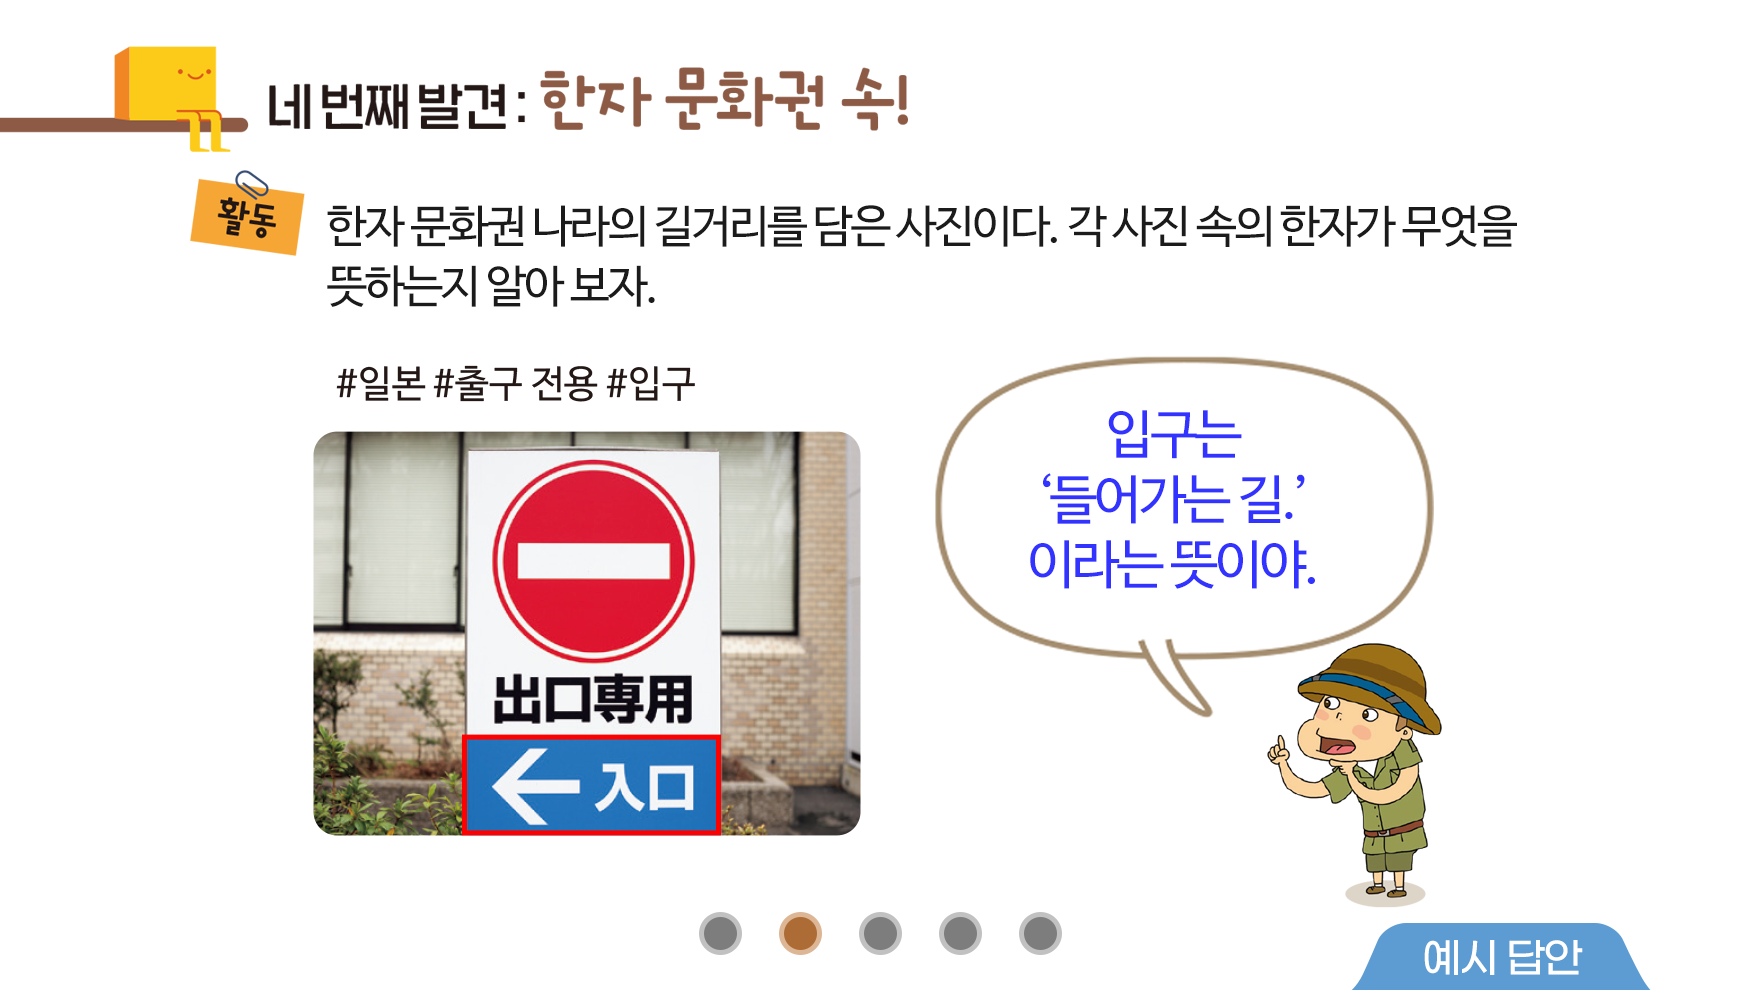 네 번째 발견 : 한자 문화권 속!
활동
한자 문화권 나라의 길거리를 담은 사진이다. 각 사진 속의 한자가 무엇을
뜻하는지 알아 보자.
#일본 #출구 전용 #입구
出口専用
入口
입구는
‘들어가는 길.’
이라는 뜻이야.
예시 답안